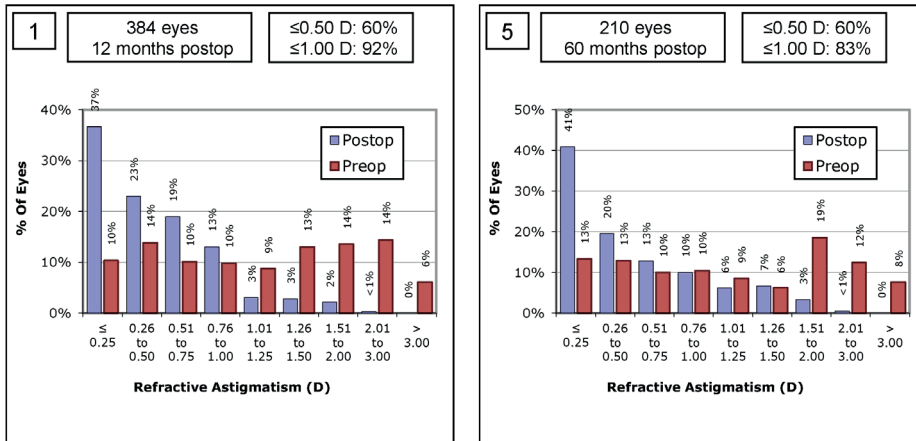 1
384 eyes
12 months postop
≤0.50 D: 60%
≤1.00 D: 92%
40%
30%
20%
10%
0%
% Of Eyes
37%
10%
23%
14%
19%
10%
13%
10%
3%
9%
3%
13%
2%
14%
<1%
14%
0%
6%
Postop
Preop
≤ 0.25
0.26 to 0.50
0.51 to 0.75
0.76 to 1.00
1.01 to 1.25
1.26 to 1.50
1.51 to 2.00
2.01 to 3.00
> 3.00
Refractive Astigmatism (D)
5
210 eyes
60 months postop
≤0.50 D: 60%
≤1.00 D: 83%
50%
40%
30%
20%
10%
0%
% Of Eyes
41%
13%
20%
13%
13%
10%
10%
10%
6%
9%
7%
6%
3%
19%
<1%
12%
0%
8%
Postop
Preop
≤ 0.25
0.26 to 0.50
0.51 to 0.75
0.76 to 1.00
1.01 to 1.25
1.26 to 1.50
1.51 to 2.00
2.01 to 3.00
> 3.00
Refractive Astigmatism (D)